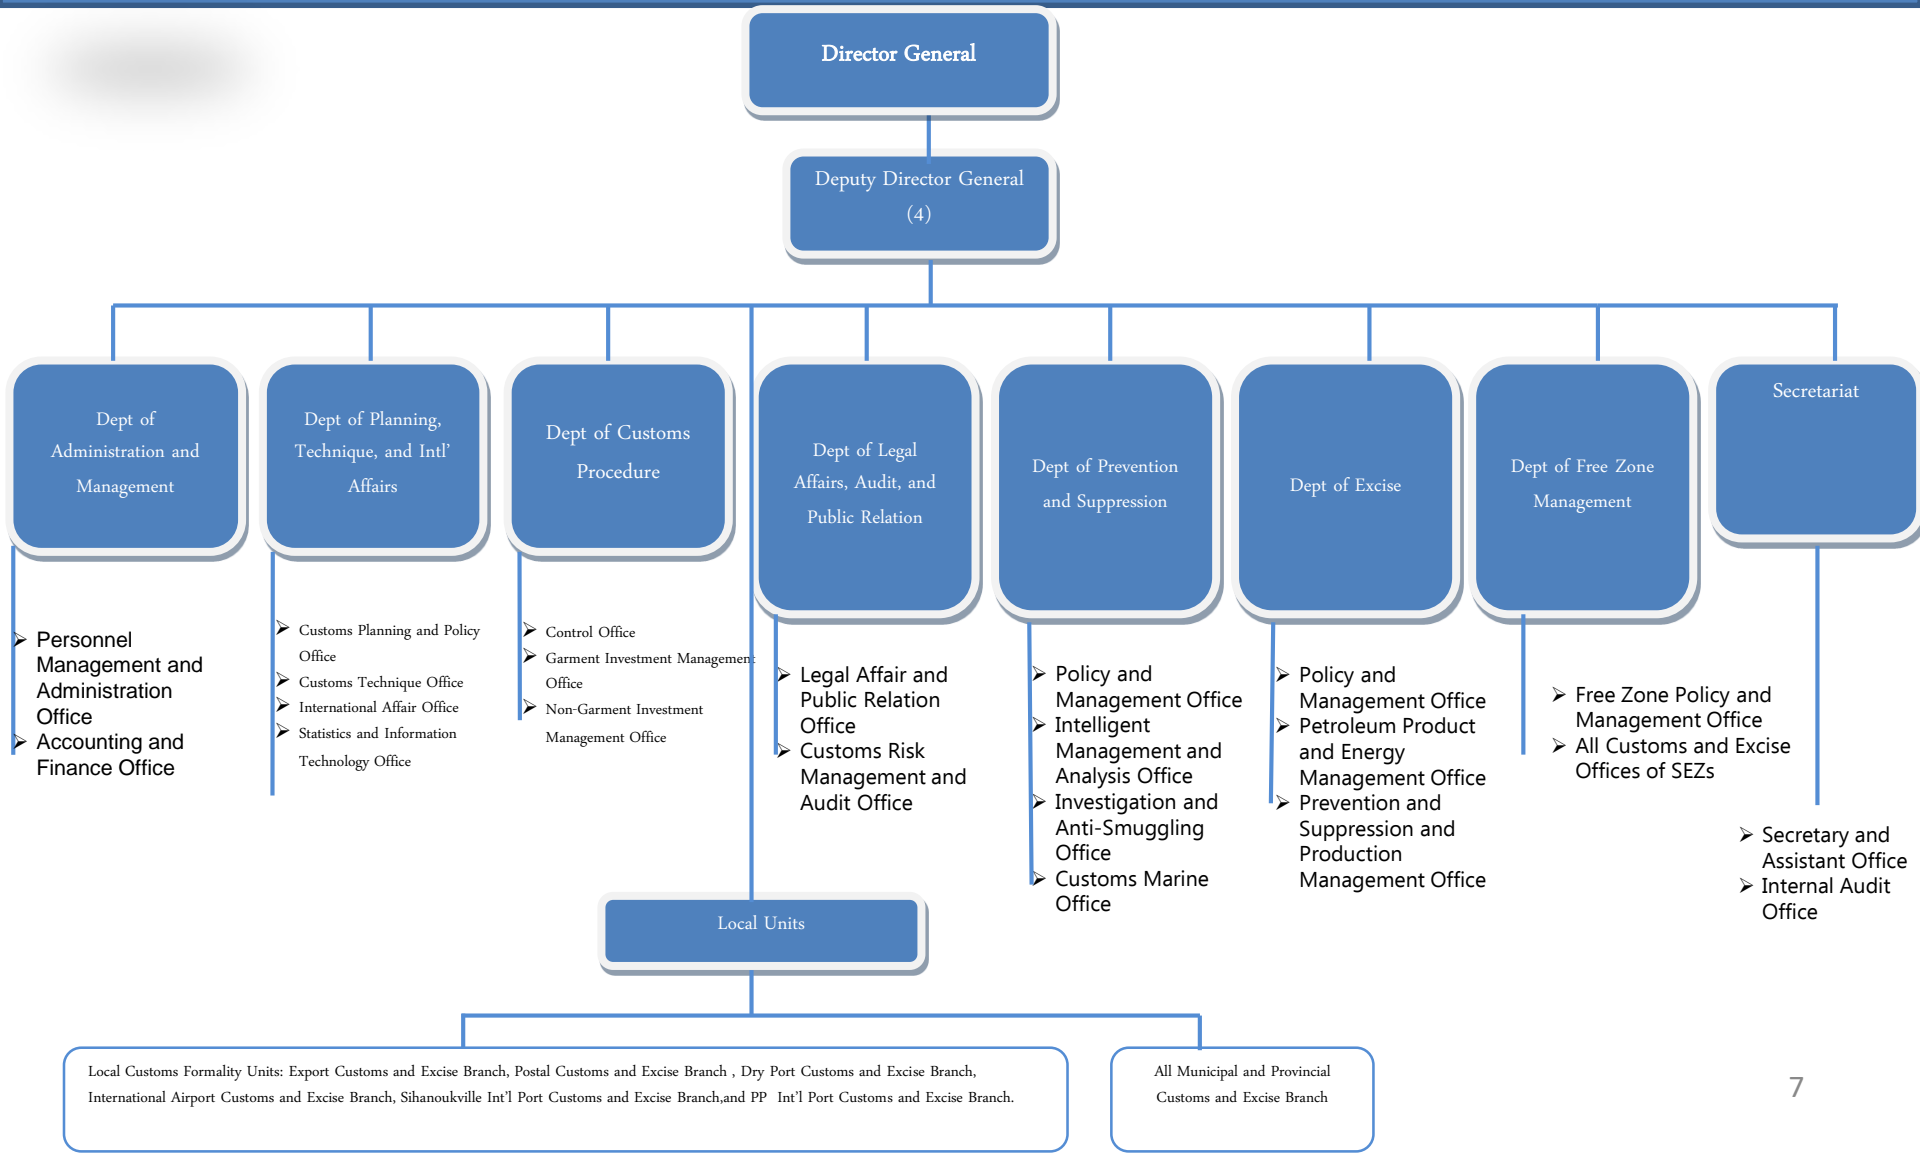 Director General
Deputy Director General
(4)
Dept of
Administration and
Management
Dept of Planning,
Technique, and Intl’
Affairs
Dept of Customs
Procedure
Dept of Legal
Affairs, Audit, and
Public Relation
Dept of Prevention
and Suppression
Dept of Excise
Dept of Free Zone
Management
Secretariat
➢ Personnel
Management and
Administration
Office
➢ Accounting and
Finance Office
➢ Customs Planning and Policy
Office
➢ Customs Technique Office
➢ International Affair Office
➢ Statistics and Information
Technology Office
➢ Control Office
➢ Garment Investment Management
Office
➢ Non-Garment Investment
Management Office
➢ Legal Affair and
Public Relation
Office
➢ Customs Risk
Management and
Audit Office
➢ Policy and
Management Office
➢ Intelligent
Management and
Analysis Office
➢ Investigation and
Anti-Smuggling
Office
➢ Customs Marine
Office
➢ Policy and
Management Office
➢ Petroleum Product
and Energy
Management Office
➢ Prevention and
Suppression and
Production
Management Office
➢ Free Zone Policy and
Management Office
➢ All Customs and Excise
Offices of SEZs
➢ Secretary and
Assistant Office
➢ Internal Audit
Office
Local Units
Local Customs Formality Units: Export Customs and Excise Branch, Postal Customs and Excise Branch , Dry Port Customs and Excise Branch,
International Airport Customs and Excise Branch, Sihanoukville Int’l Port Customs and Excise Branch,and PP Int’l Port Customs and Excise Branch.
All Municipal and Provincial
Customs and Excise Branch
7